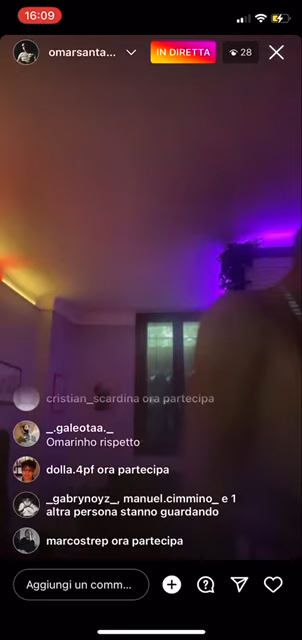 16:09
omarsanta...
IN DIRETTA
28
cristian_scardina ora partecipa
_.galeotaa._
Omarinho rispetto
dolla.4pf ora partecipa
_gabrynoyz_, manuel.cimmino_ e 1
altra persona stanno guardando
marcostrep ora partecipa
Aggiungi un comm...